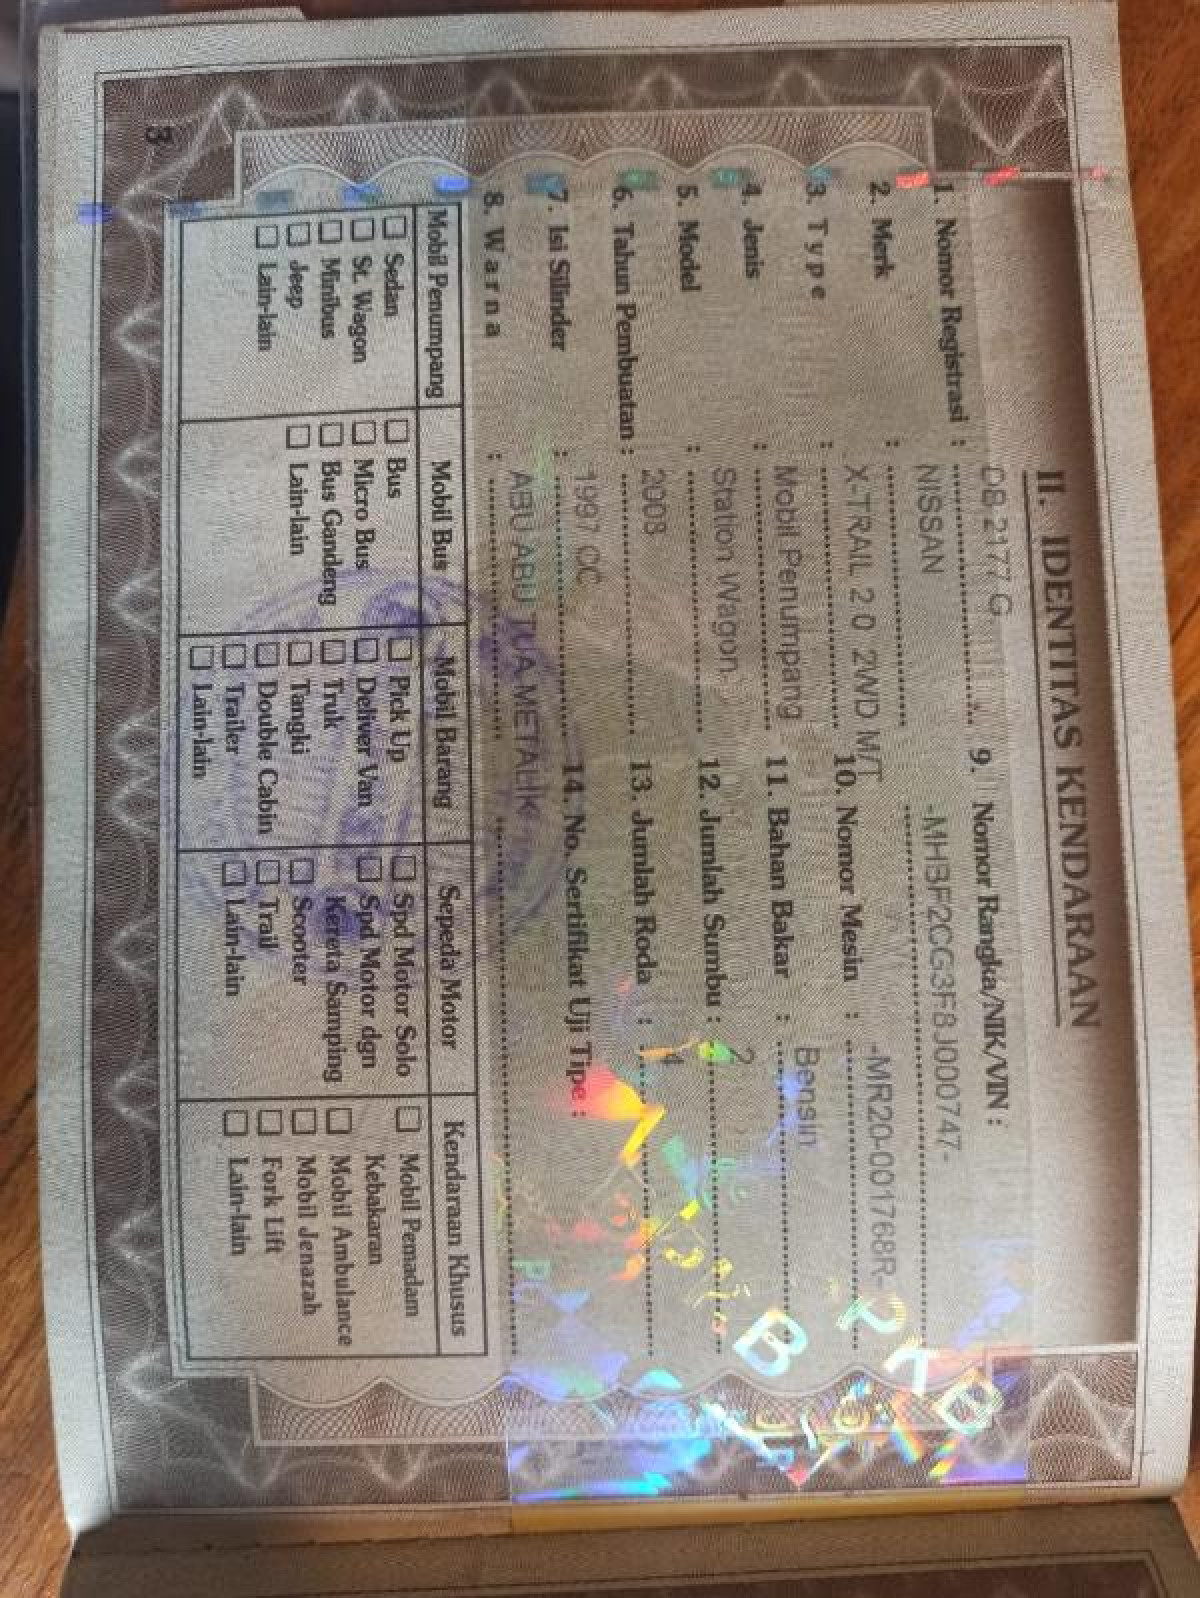 II. IDENTITAS KENDARAAN
1. Nomor Registrasi : DB 2177 G
2. Merk : NISSAN
3. Type : X-TRAIL 2.0 2WD M/T
4. Jenis : Mobil Penumpang
5. Model : Station Wagon
6. Tahun Pembuatan : 2008
7. Isi Silinder : 1997 CC
8. Warna : ABU ABU TUA METALIK
9. Nomor Rangka/NIK/VIN :
-MHBF2CG3F8J000747-
10. Nomor Mesin : -MR20-001768R-
11. Bahan Bakar : Bensin
12. Jumlah Sumbu : 2
13. Jumlah Roda : 4
14. No. Sertifikat Uji Tipe :
Mobil Penumpang
☐ Sedan
☐ St. Wagon
☐ Minibus
☐ Jeep
☐ Lain-lain
Mobil Bus
☐ Bus
☐ Micro Bus
☐ Bus Gandeng
☐ Lain-lain
Mobil Barang
☐ Pick Up
☐ Deliver Van
☐ Truk
☐ Tangki
☐ Double Cabin
☐ Trailer
☐ Lain-lain
Sepeda Motor
☐ Spd Motor Solo
☐ Spd Motor dgn
Kereta Samping
☐ Scooter
☐ Trail
☐ Lain-lain
Kendaraan Khusus
☐ Mobil Pemadam
Kebakaran
☐ Mobil Ambulance
☐ Mobil Jenazah
☐ Fork Lift
☐ Lain-lain
3